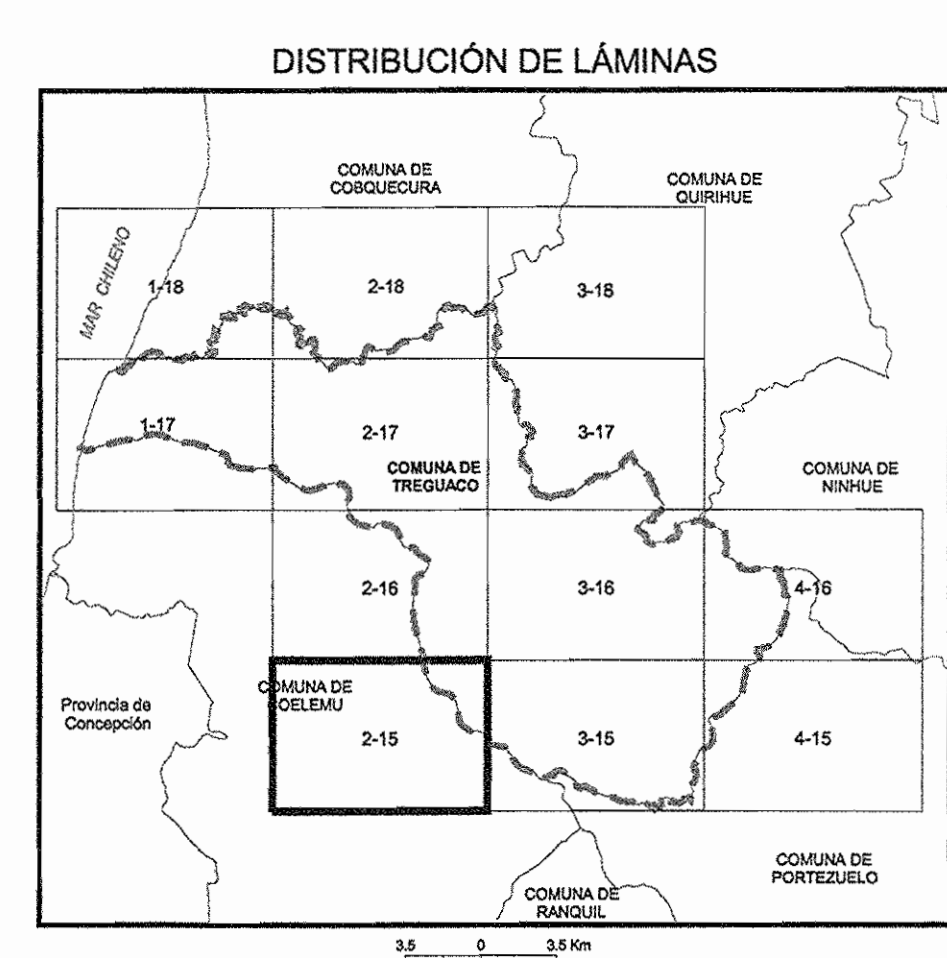 DISTRIBUCIÓN DE LÁMINAS
COMUNA DE
COBQUECURA
COMUNA DE
QUIRIHUE
MAR CHILENO
1-18
2-18
3-18
1-17
2-17
3-17
COMUNA DE
TREGUACO
COMUNA DE
NINHUE
2-16
3-16
4-16
Provincia de
Concepción
COMUNA DE
COELEMU
2-15
3-15
4-15
COMUNA DE
PORTEZUELO
COMUNA DE
RANQUIL
3.5 0 3.5 Km